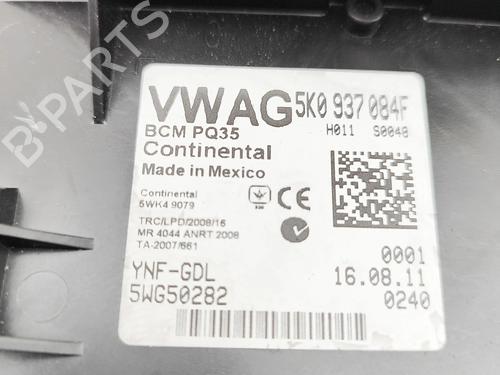 VWAG 5K0 937 084F
BCM PQ35 H011 S0048
Continental
Made in Mexico
Continental
5WK4 9079
CE
TRC/LPD/2008/16
MR 4044 ANRT 2008
TA-2007/661
0001
YNF-GDL 16.08.11
5WG50282 0240
B-PARTS